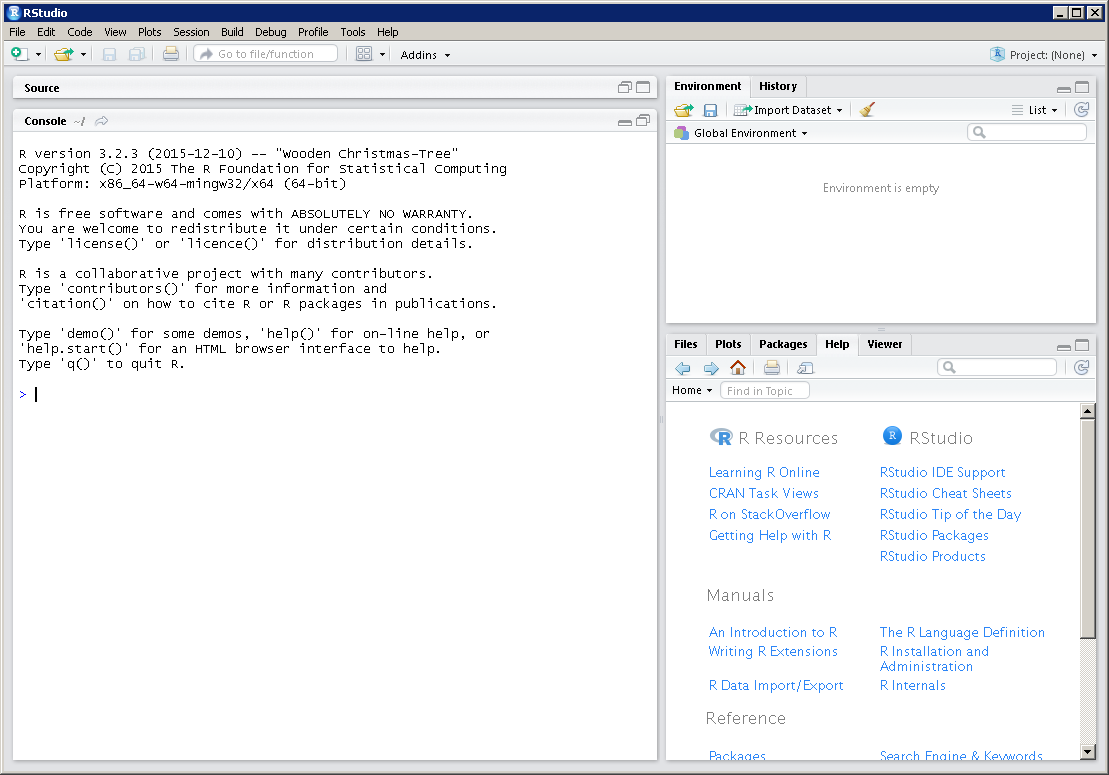 RStudio
File Edit Code View Plots Session Build Debug Profile Tools Help
Go to file/function Addins Project: (None)
Source
Console ~/
R version 3.2.3 (2015-12-10) -- "Wooden Christmas-Tree"
Copyright (C) 2015 The R Foundation for Statistical Computing
Platform: x86_64-w64-mingw32/x64 (64-bit)
R is free software and comes with ABSOLUTELY NO WARRANTY.
You are welcome to redistribute it under certain conditions.
Type 'license()' or 'licence()' for distribution details.
R is a collaborative project with many contributors.
Type 'contributors()' for more information and
'citation()' on how to cite R or R packages in publications.
Type 'demo()' for some demos, 'help()' for on-line help, or
'help.start()' for an HTML browser interface to help.
Type 'q()' to quit R.
>
Environment History
Import Dataset List
Global Environment
Environment is empty
Files Plots Packages Help Viewer
Home Find in Topic
R Resources
Learning R Online
CRAN Task Views
R on StackOverflow
Getting Help with R
RStudio
RStudio IDE Support
RStudio Cheat Sheets
RStudio Tip of the Day
RStudio Packages
RStudio Products
Manuals
An Introduction to R
Writing R Extensions
R Data Import/Export
The R Language Definition
R Installation and
Administration
R Internals
Reference
Packages
Search Engine & Keywords